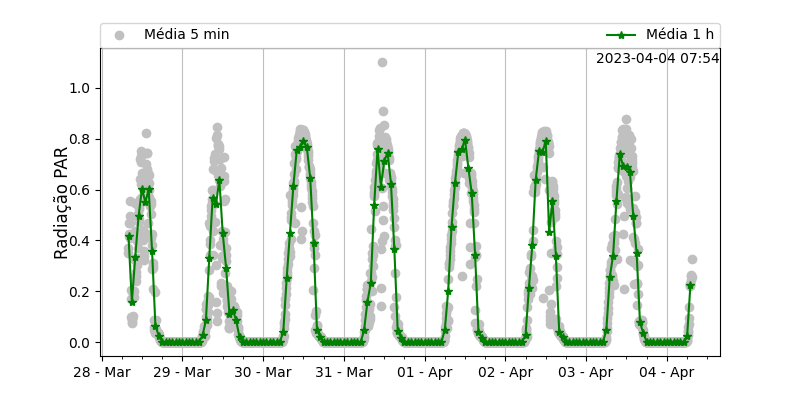 Média 5 min
Média 1 h
2023-04-04 07:54
Radiação PAR
1.0
0.8
0.6
0.4
0.2
0.0
28 - Mar
29 - Mar
30 - Mar
31 - Mar
01 - Apr
02 - Apr
03 - Apr
04 - Apr